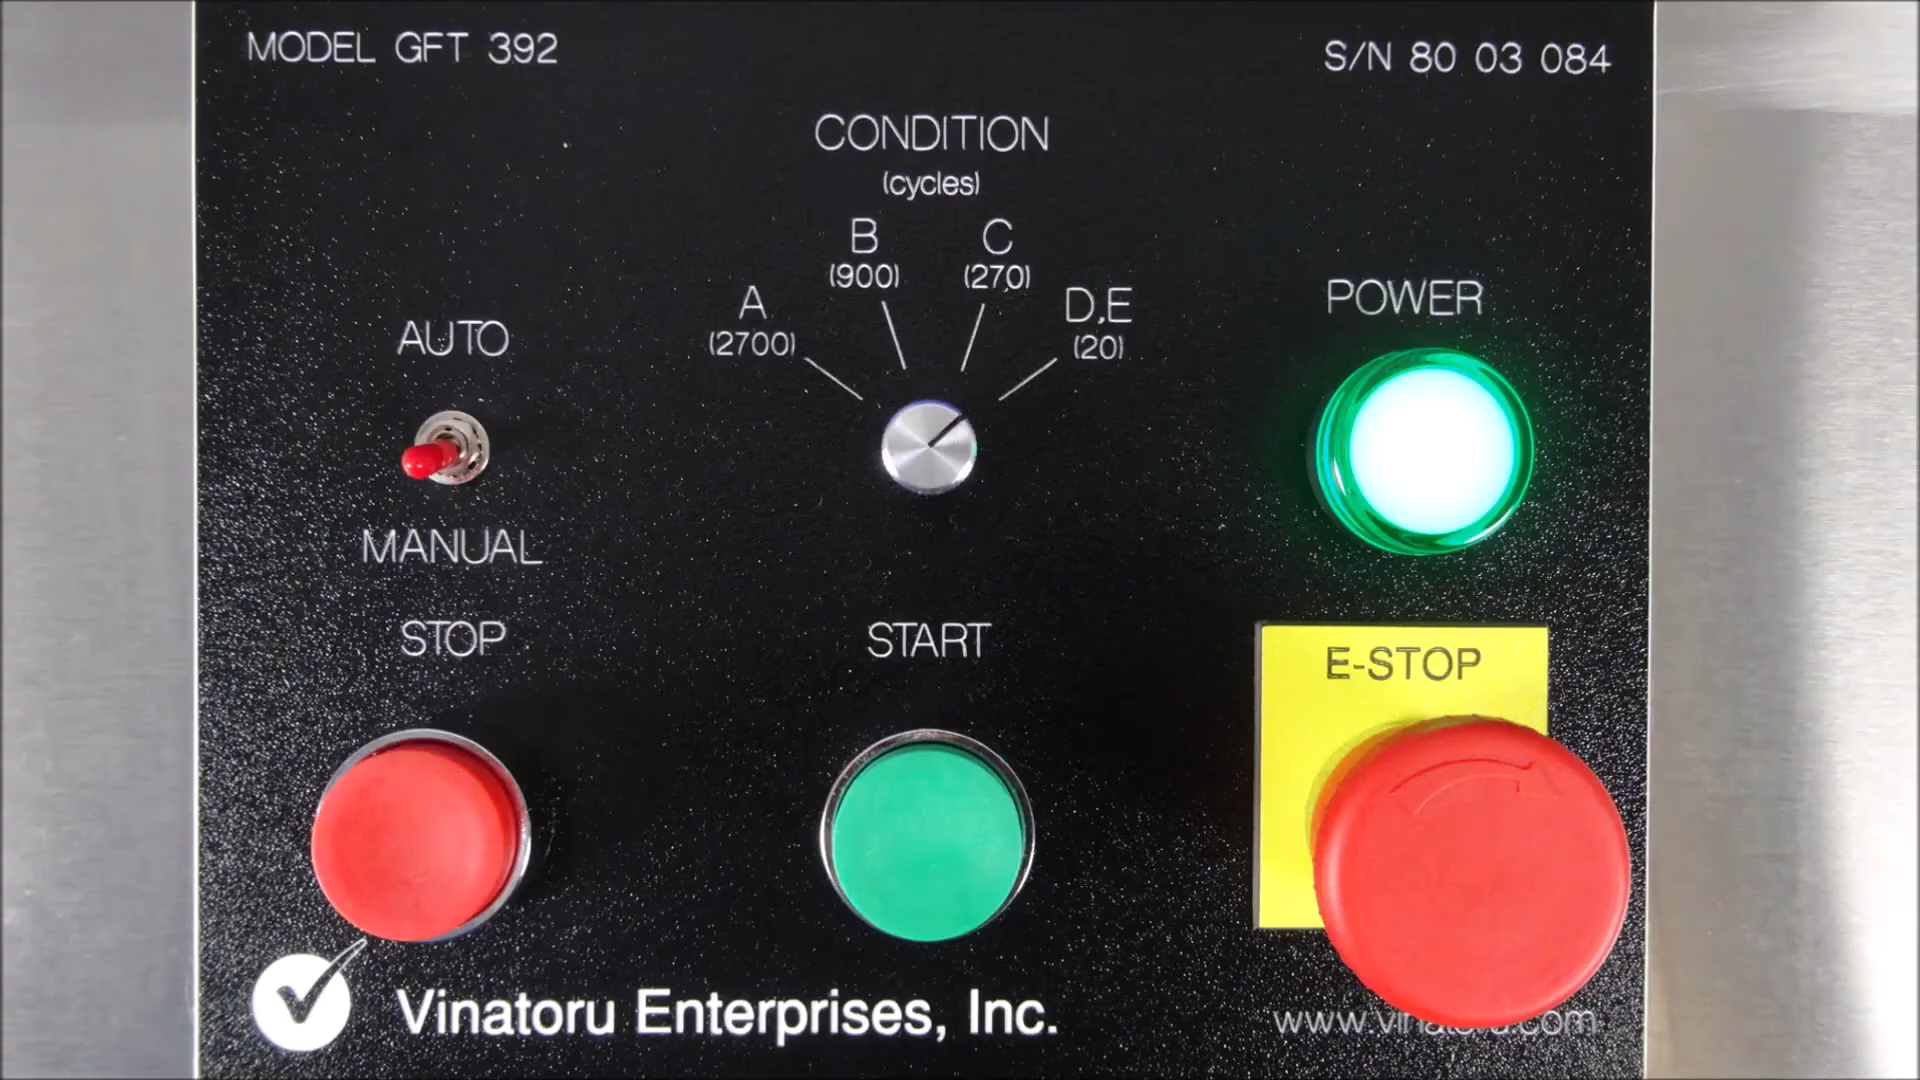 MODEL GFT 392
S/N 80 03 084
CONDITION
(cycles)
A
(2700)
B
(900)
C
(270)
D,E
(20)
AUTO
MANUAL
POWER
STOP
START
E-STOP
Vinatoru Enterprises, Inc.